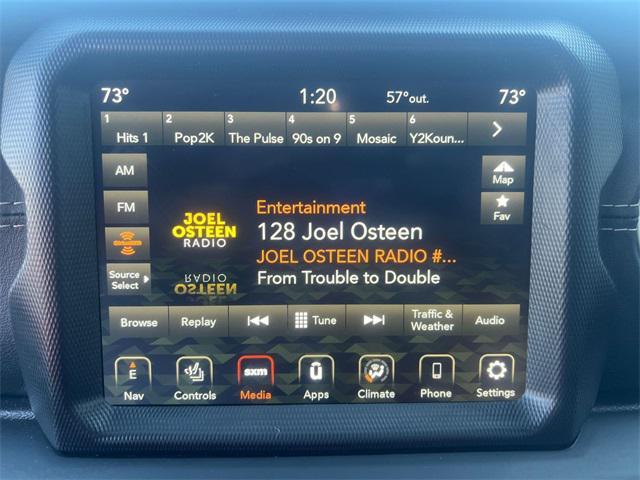 73° 1:20 57°out. 73°
1 2 3 4 5 6
Hits 1 Pop2K The Pulse 90s on 9 Mosaic Y2Koun...
AM
FM
Source
Select
JOEL
OSTEEN
RADIO
Entertainment
128 Joel Osteen
JOEL OSTEEN RADIO #...
From Trouble to Double
Map
Fav
Browse Replay Tune Traffic & Weather Audio
E sxm
Nav Controls Media Apps Climate Phone Settings